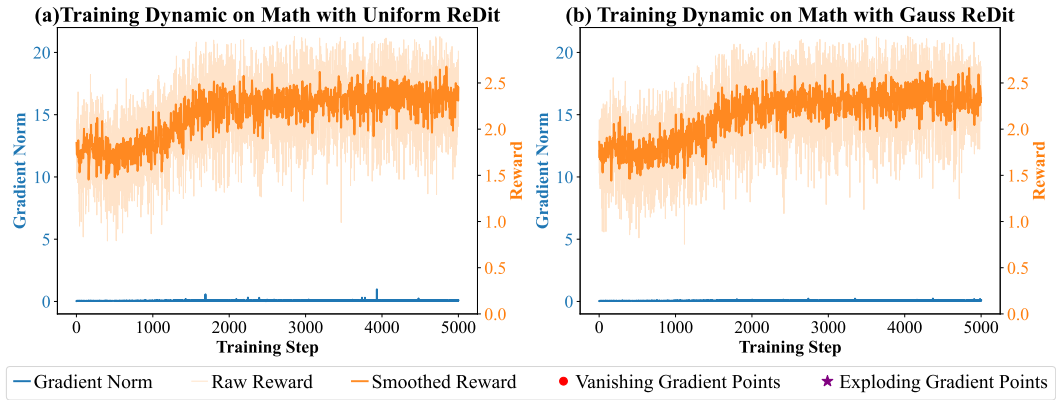 (a) Training Dynamic on Math with Uniform ReDit
20
15
10
5
0
Gradient Norm
2.5
2.0
1.5
1.0
0.5
0.0
Reward
0 1000 2000 3000 4000 5000
Training Step
(b) Training Dynamic on Math with Gauss ReDit
20
15
10
5
0
Gradient Norm
2.5
2.0
1.5
1.0
0.5
0.0
Reward
0 1000 2000 3000 4000 5000
Training Step
Gradient Norm Raw Reward Smoothed Reward Vanishing Gradient Points Exploding Gradient Points